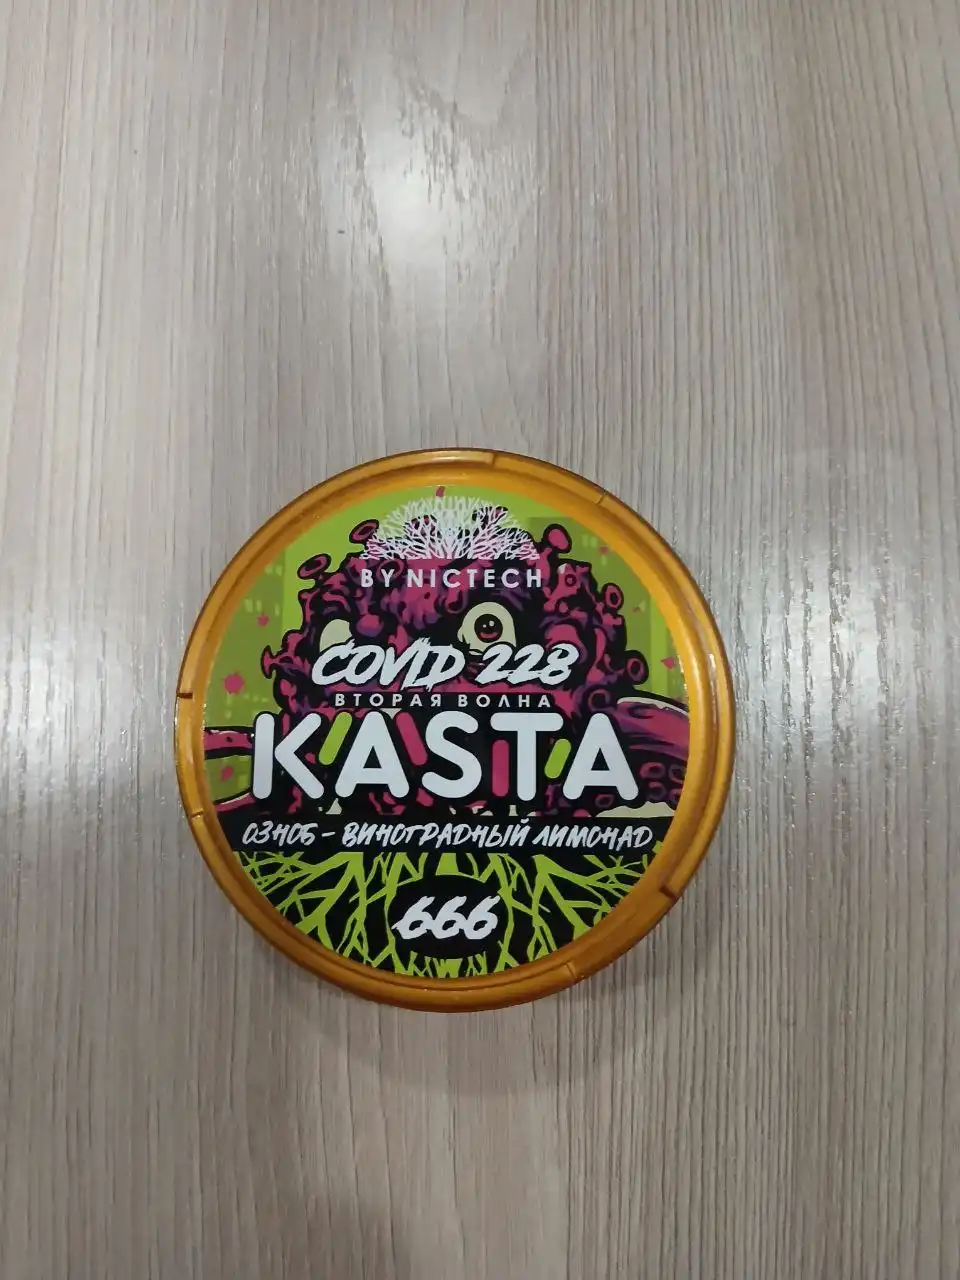 BY NICTECH
COVID 228
ВТОРАЯ ВОЛНА
KASTA
ОЗНОБ - ВИНОГРАДНЫЙ ЛИМОНАД
666